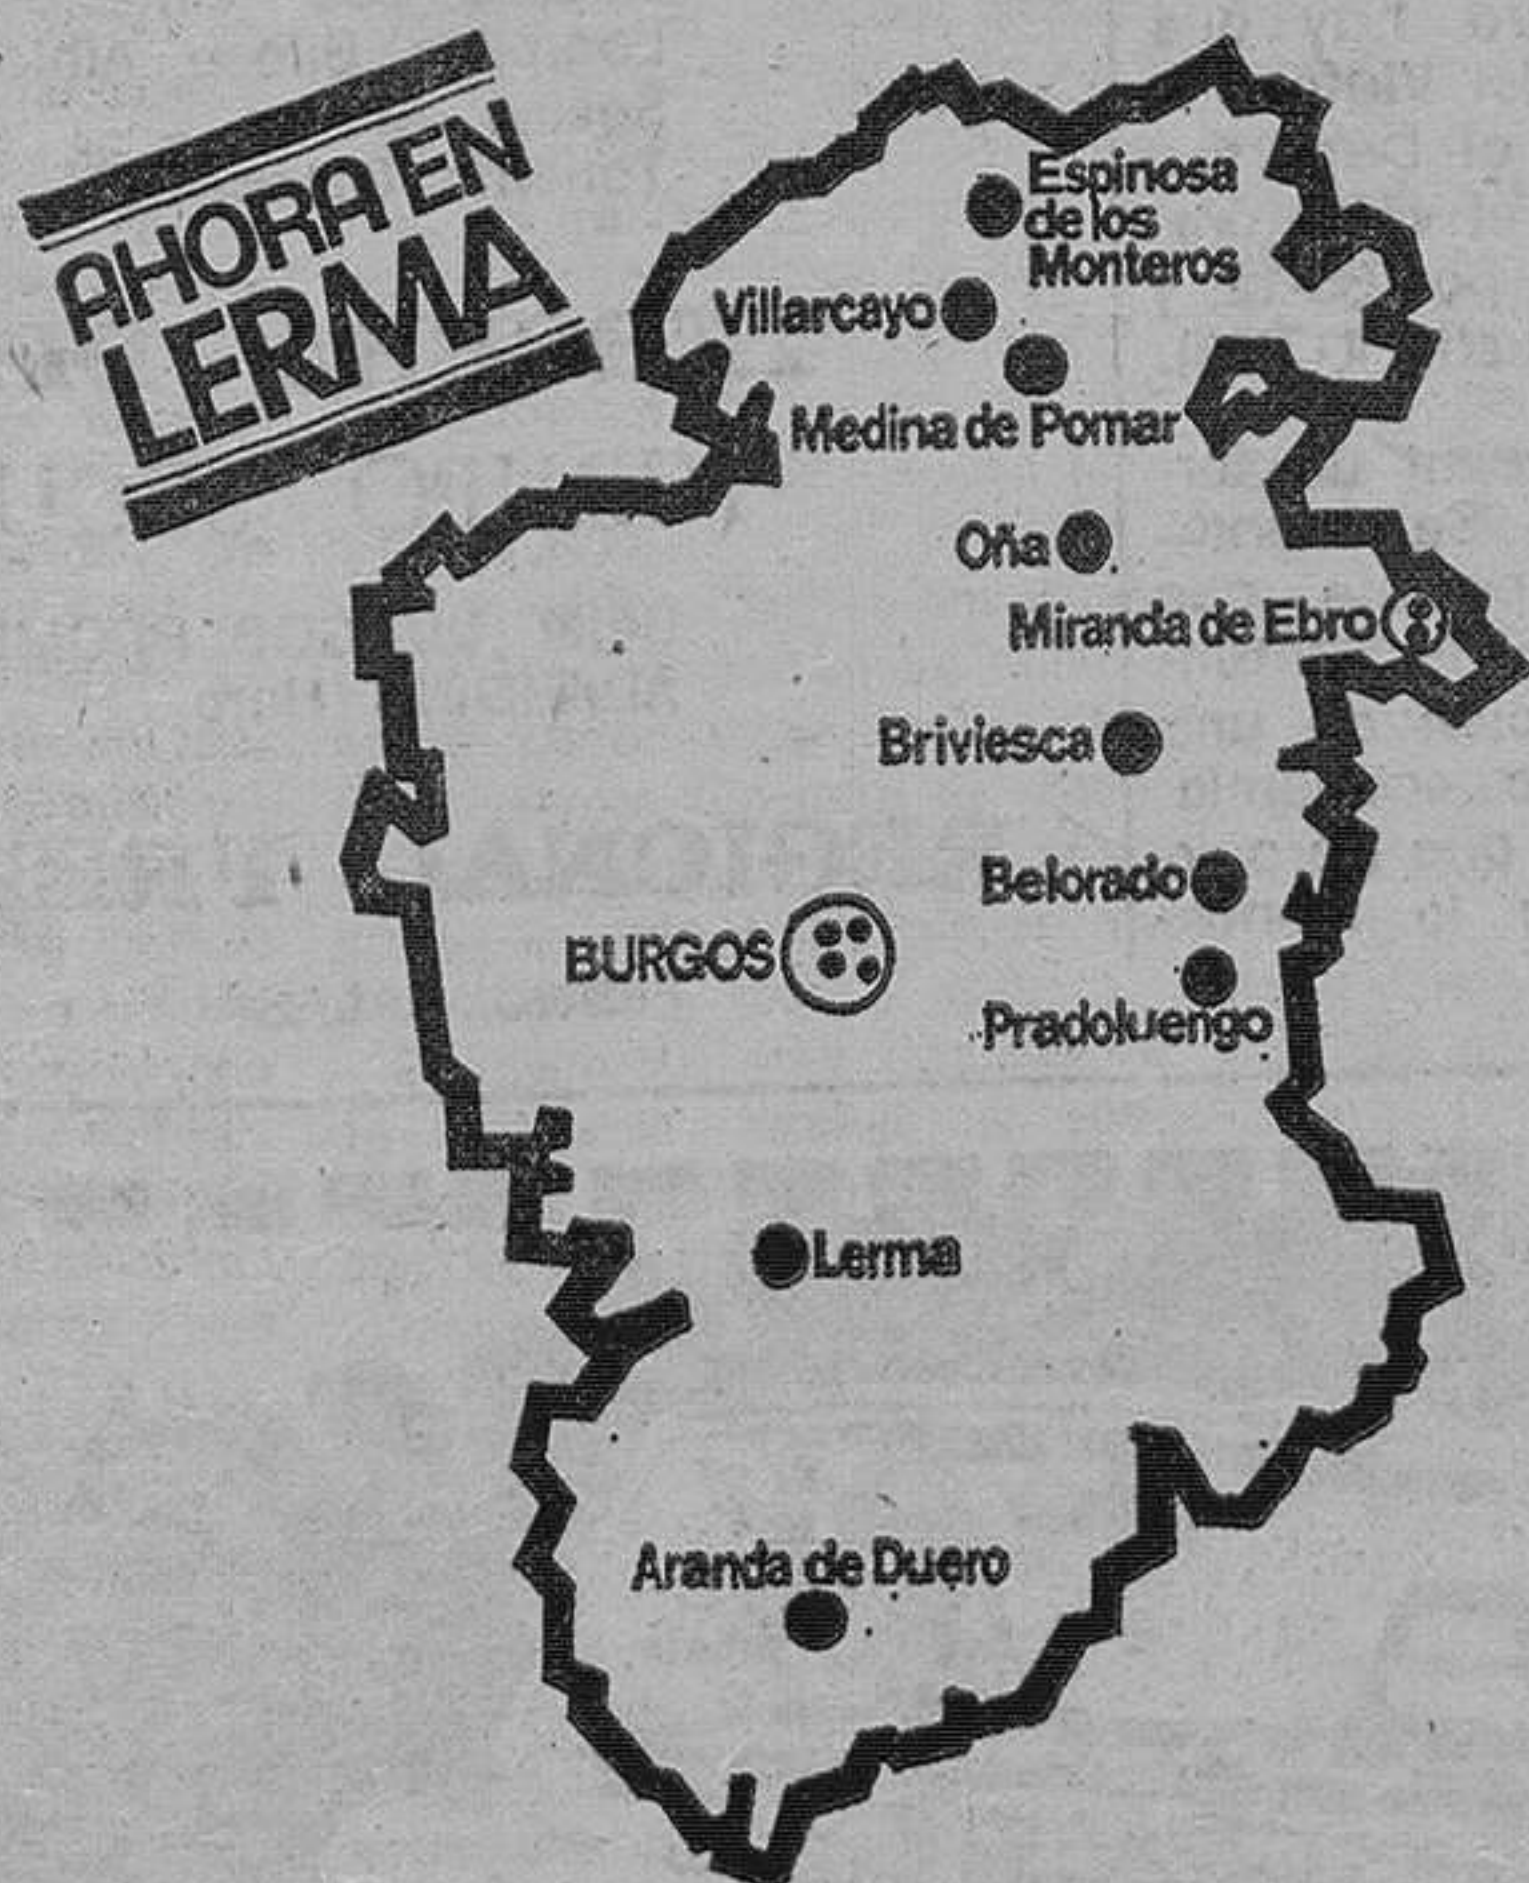 AHORA EN
LERMA
Espinosa
de los
Monteros
Villarcayo
Medina de Pomar
Oña
Miranda de Ebro
Briviesca
Belorado
BURGOS
Pradoluengo
Lerma
Aranda de Duero